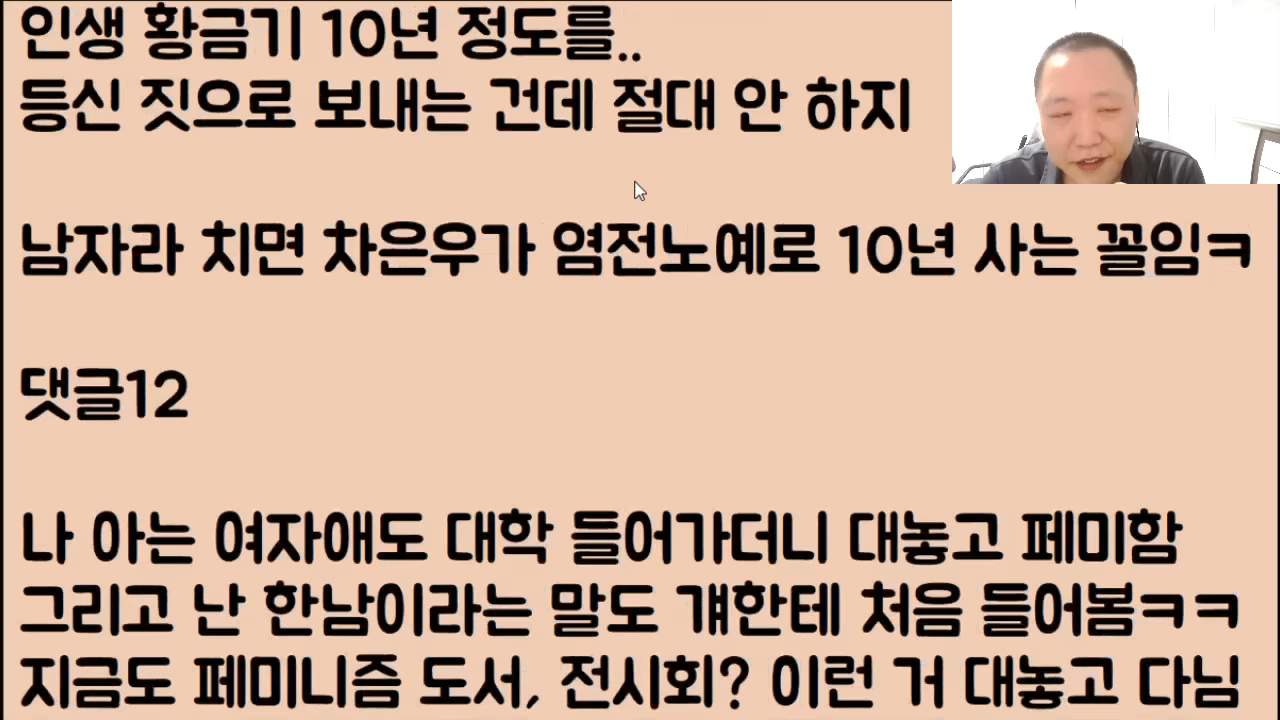 인생 황금기 10년 정도를..
등신 짓으로 보내는 건데 절대 안 하지
남자라 치면 차은우가 염전노예로 10년 사는 꼴임ㅋ
댓글12
나 아는 여자애도 대학 들어가더니 대놓고 페미함
그리고 난 한남이라는 말도 걔한테 처음 들어봄ㅋㅋ
지금도 페미니즘 도서, 전시회? 이런 거 대놓고 다님